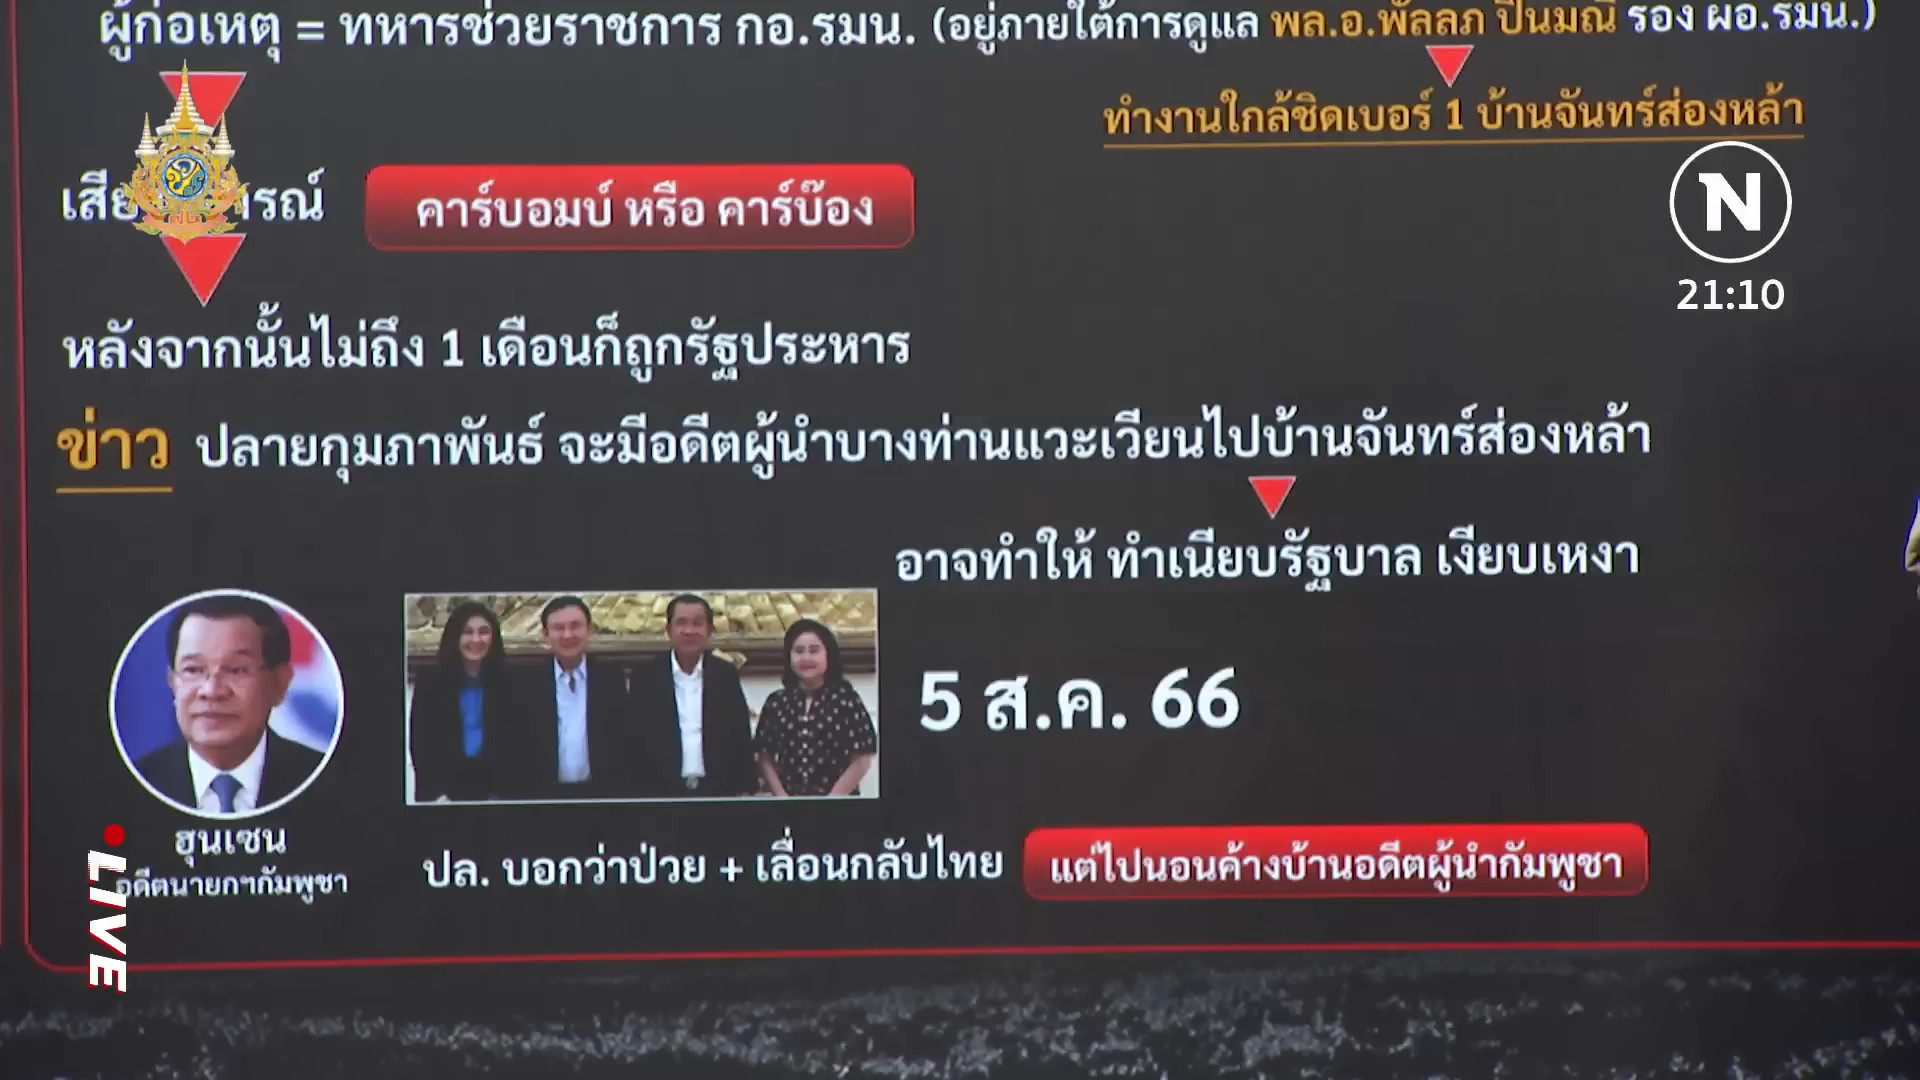 ผู้ก่อเหตุ = ทหารช่วยราชการ กอ.รมน. (อยู่ภายใต้การดูแล พล.อ.พัลลภ ปิ่นมณี รอง ผอ.รมน.)
ทำงานใกล้ชิดเบอร์ 1 บ้านจันทร์ส่องหล้า
คาร์บอมบ์ หรือ คาร์บ๊อง
N
21:10
หลังจากนั้นไม่ถึง 1 เดือนก็ถูกรัฐประหาร
ข่าว ปลายกุมภาพันธ์ จะมีอดีตผู้นำบางท่านแวะเวียนไปบ้านจันทร์ส่องหล้า
อาจทำให้ ทำเนียบรัฐบาล เงียบเหงา
5 ส.ค. 66
ฮุนเซน
อดีตนายกฯกัมพูชา
ปล. บอกว่าป่วย + เลื่อนกลับไทย แต่ไปนอนค้างบ้านอดีตผู้นำกัมพูชา
LIVE